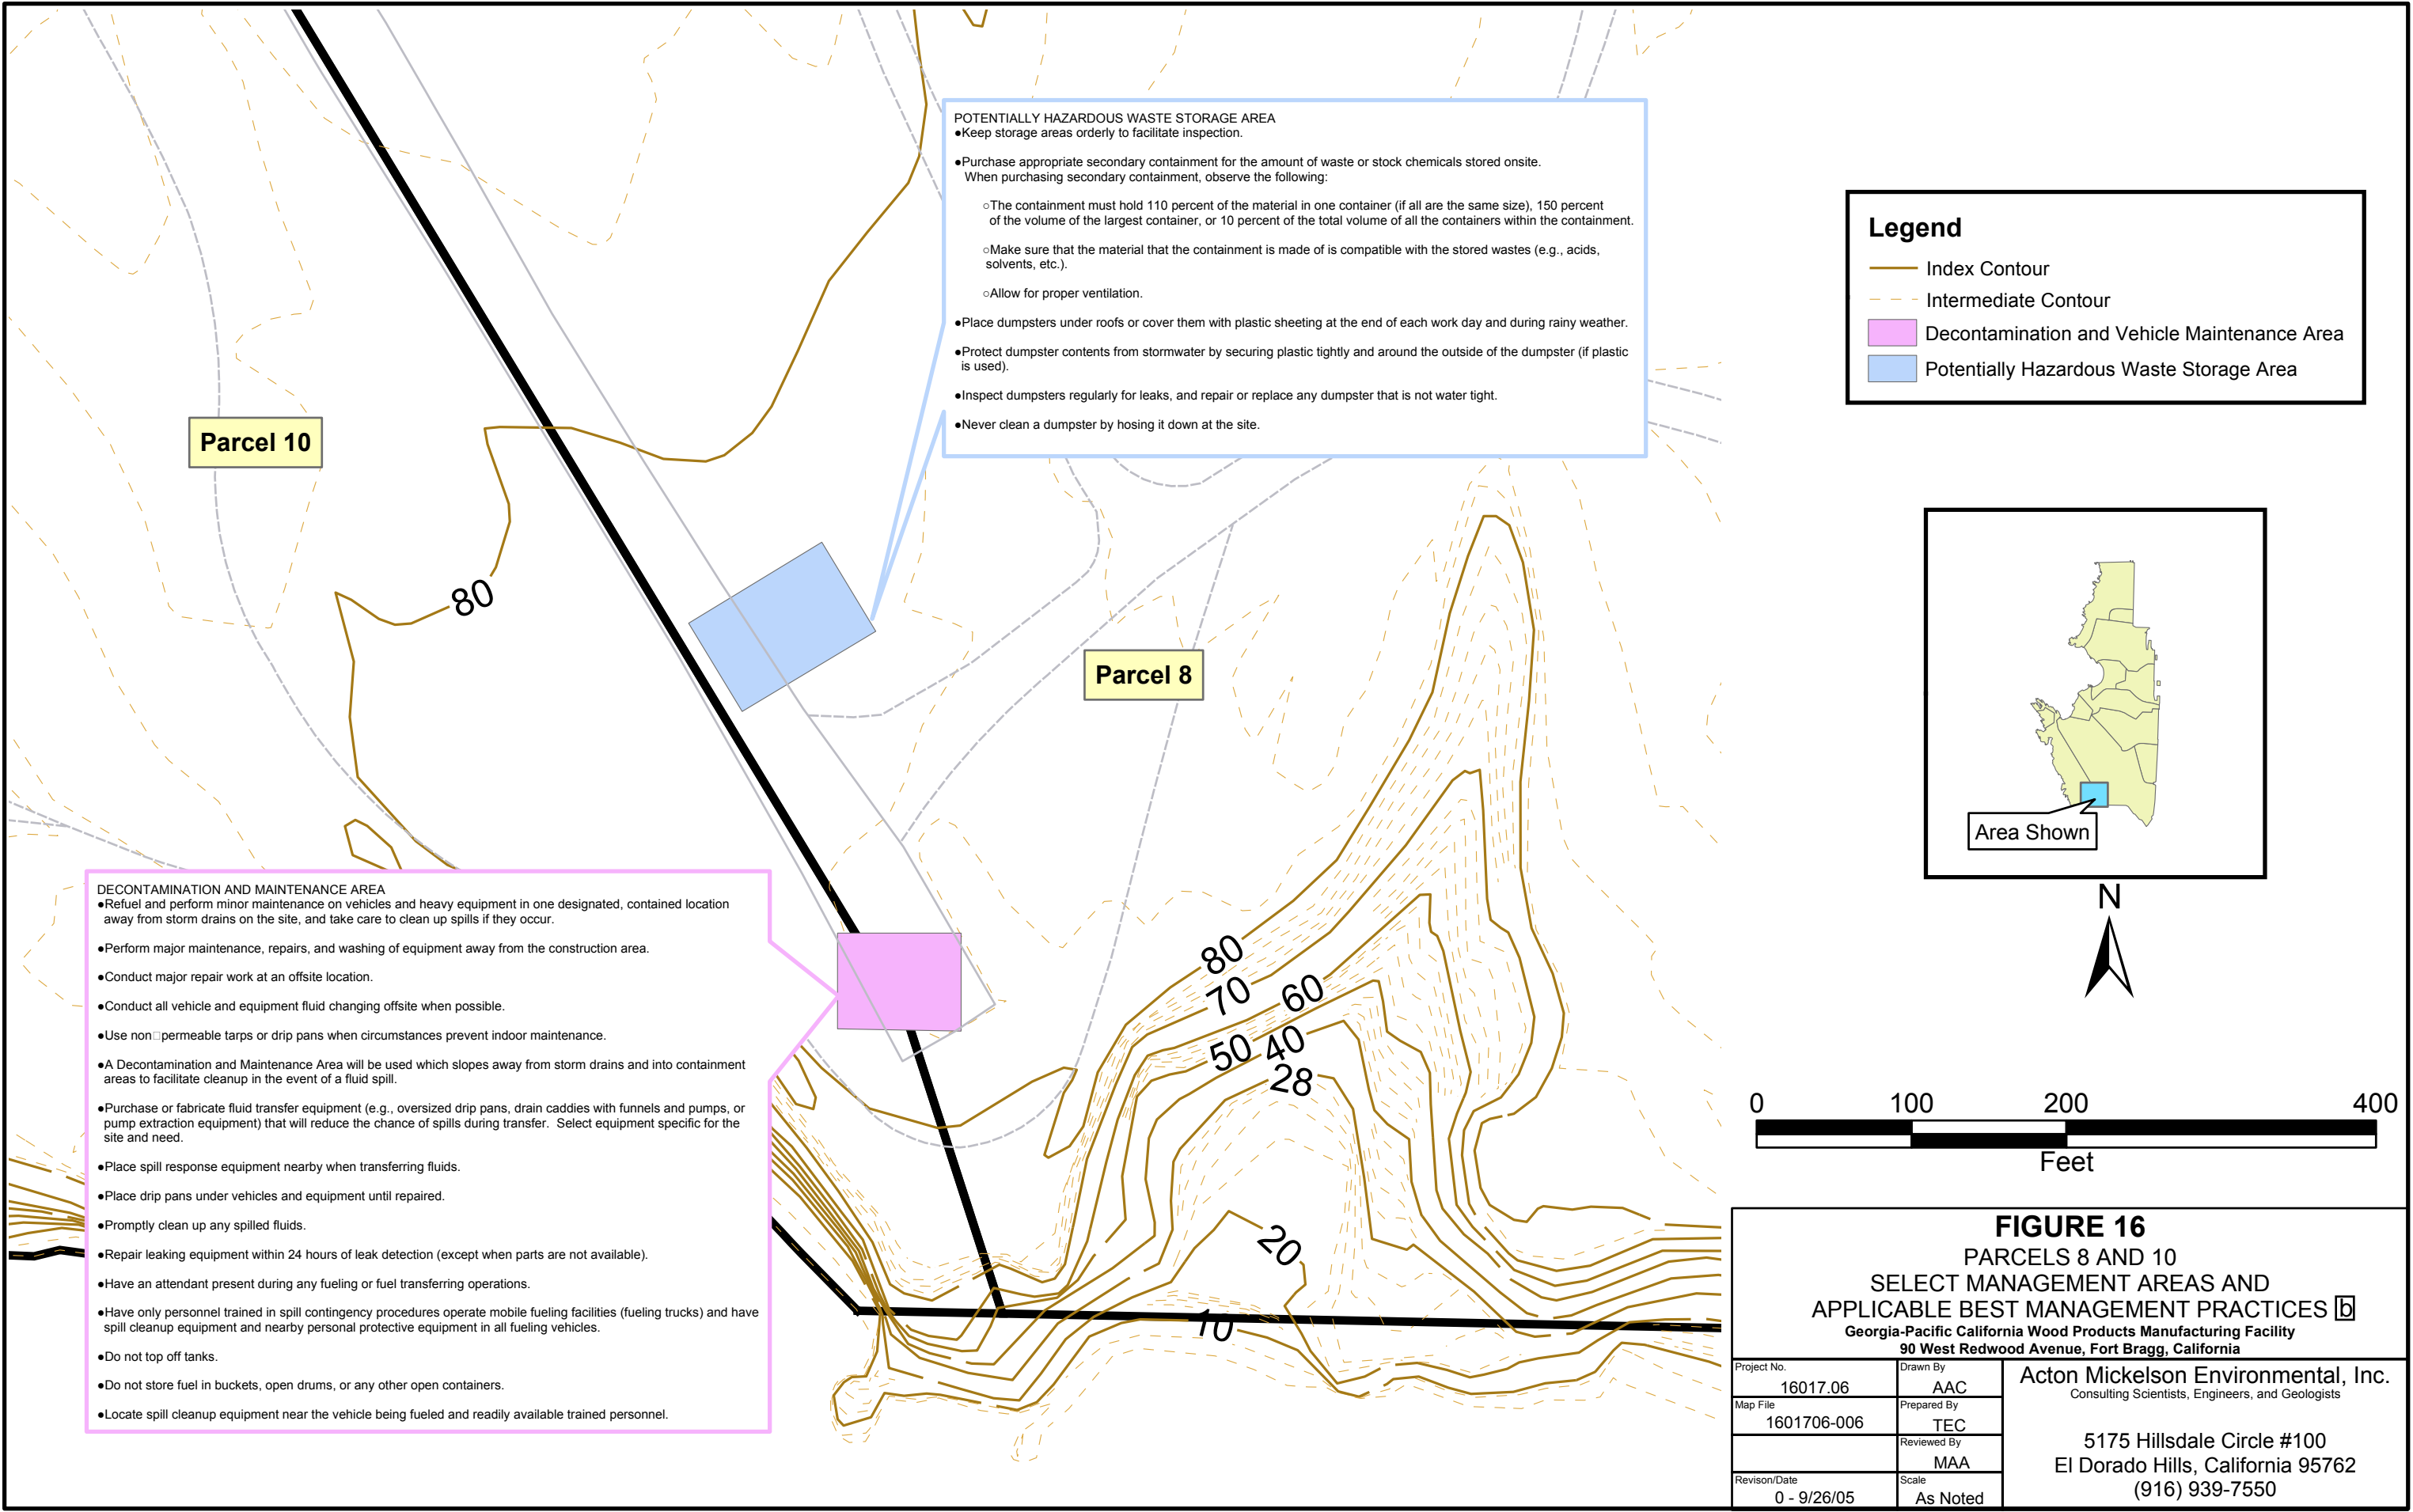 POTENTIALLY HAZARDOUS WASTE STORAGE AREA
●Keep storage areas orderly to facilitate inspection.
●Purchase appropriate secondary containment for the amount of waste or stock chemicals stored onsite.
When purchasing secondary containment, observe the following:
○The containment must hold 110 percent of the material in one container (if all are the same size), 150 percent
of the volume of the largest container, or 10 percent of the total volume of all the containers within the containment.
○Make sure that the material that the containment is made of is compatible with the stored wastes (e.g., acids,
solvents, etc.).
○Allow for proper ventilation.
●Place dumpsters under roofs or cover them with plastic sheeting at the end of each work day and during rainy weather.
●Protect dumpster contents from stormwater by securing plastic tightly and around the outside of the dumpster (if plastic
is used).
●Inspect dumpsters regularly for leaks, and repair or replace any dumpster that is not water tight.
●Never clean a dumpster by hosing it down at the site.
Parcel 10
80
Parcel 8
DECONTAMINATION AND MAINTENANCE AREA
●Refuel and perform minor maintenance on vehicles and heavy equipment in one designated, contained location
away from storm drains on the site, and take care to clean up spills if they occur.
●Perform major maintenance, repairs, and washing of equipment away from the construction area.
●Conduct major repair work at an offsite location.
●Conduct all vehicle and equipment fluid changing offsite when possible.
●Use non□permeable tarps or drip pans when circumstances prevent indoor maintenance.
●A Decontamination and Maintenance Area will be used which slopes away from storm drains and into containment
areas to facilitate cleanup in the event of a fluid spill.
●Purchase or fabricate fluid transfer equipment (e.g., oversized drip pans, drain caddies with funnels and pumps, or
pump extraction equipment) that will reduce the chance of spills during transfer.  Select equipment specific for the
site and need.
●Place spill response equipment nearby when transferring fluids.
●Place drip pans under vehicles and equipment until repaired.
●Promptly clean up any spilled fluids.
●Repair leaking equipment within 24 hours of leak detection (except when parts are not available).
●Have an attendant present during any fueling or fuel transferring operations.
●Have only personnel trained in spill contingency procedures operate mobile fueling facilities (fueling trucks) and have
spill cleanup equipment and nearby personal protective equipment in all fueling vehicles.
●Do not top off tanks.
●Do not store fuel in buckets, open drums, or any other open containers.
●Locate spill cleanup equipment near the vehicle being fueled and readily available trained personnel.
80
70
60
50
40
28
20
10
Legend
Index Contour
Intermediate Contour
Decontamination and Vehicle Maintenance Area
Potentially Hazardous Waste Storage Area
Area Shown
N
0 100 200 400
Feet
FIGURE 16
PARCELS 8 AND 10
SELECT MANAGEMENT AREAS AND
APPLICABLE BEST MANAGEMENT PRACTICES b
Georgia-Pacific California Wood Products Manufacturing Facility
90 West Redwood Avenue, Fort Bragg, California
Project No.
16017.06
Drawn By
AAC
Map File
1601706-006
Prepared By
TEC
Reviewed By
MAA
Revison/Date
0 - 9/26/05
Scale
As Noted
Acton Mickelson Environmental, Inc.
Consulting Scientists, Engineers, and Geologists
5175 Hillsdale Circle #100
El Dorado Hills, California 95762
(916) 939-7550